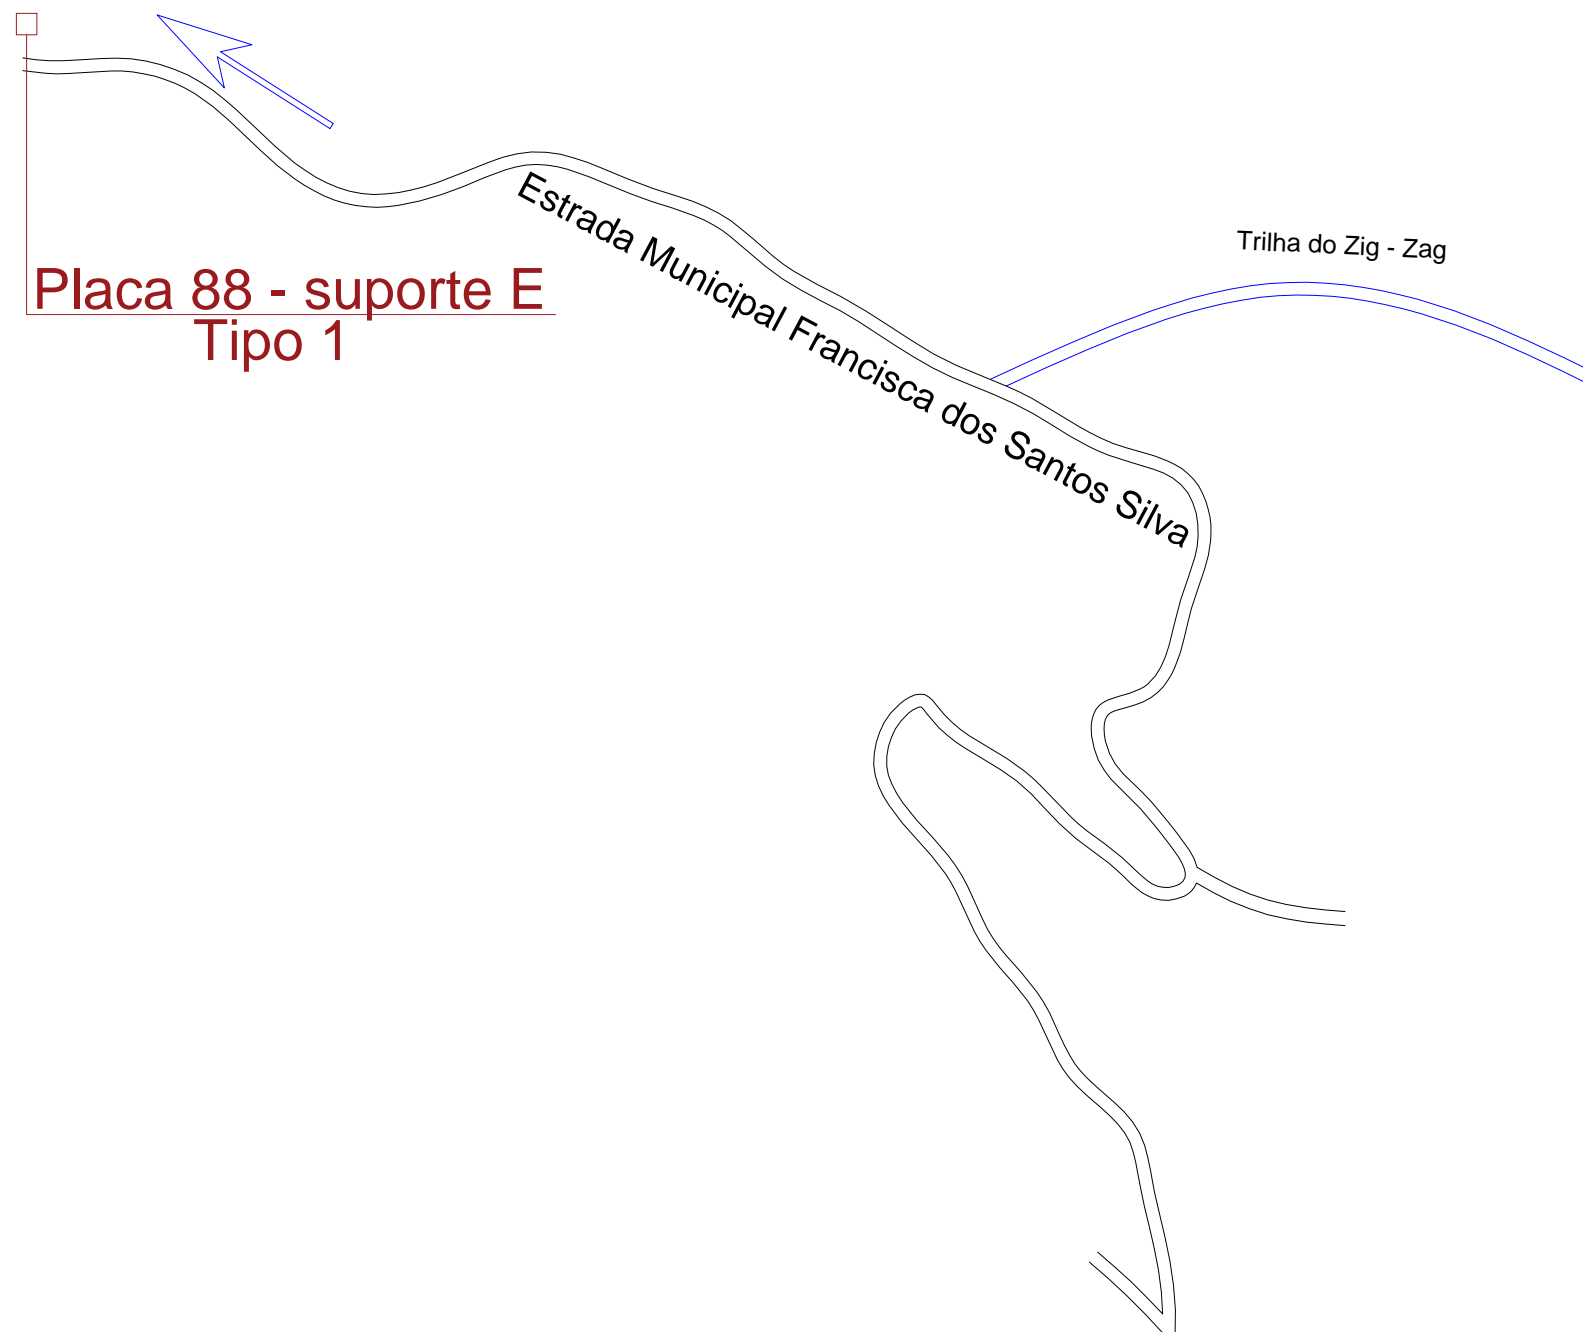 Estrada Municipal Francisca dos Santos Silva
Trilha do Zig - Zag
Placa 88 - suporte E
Tipo 1